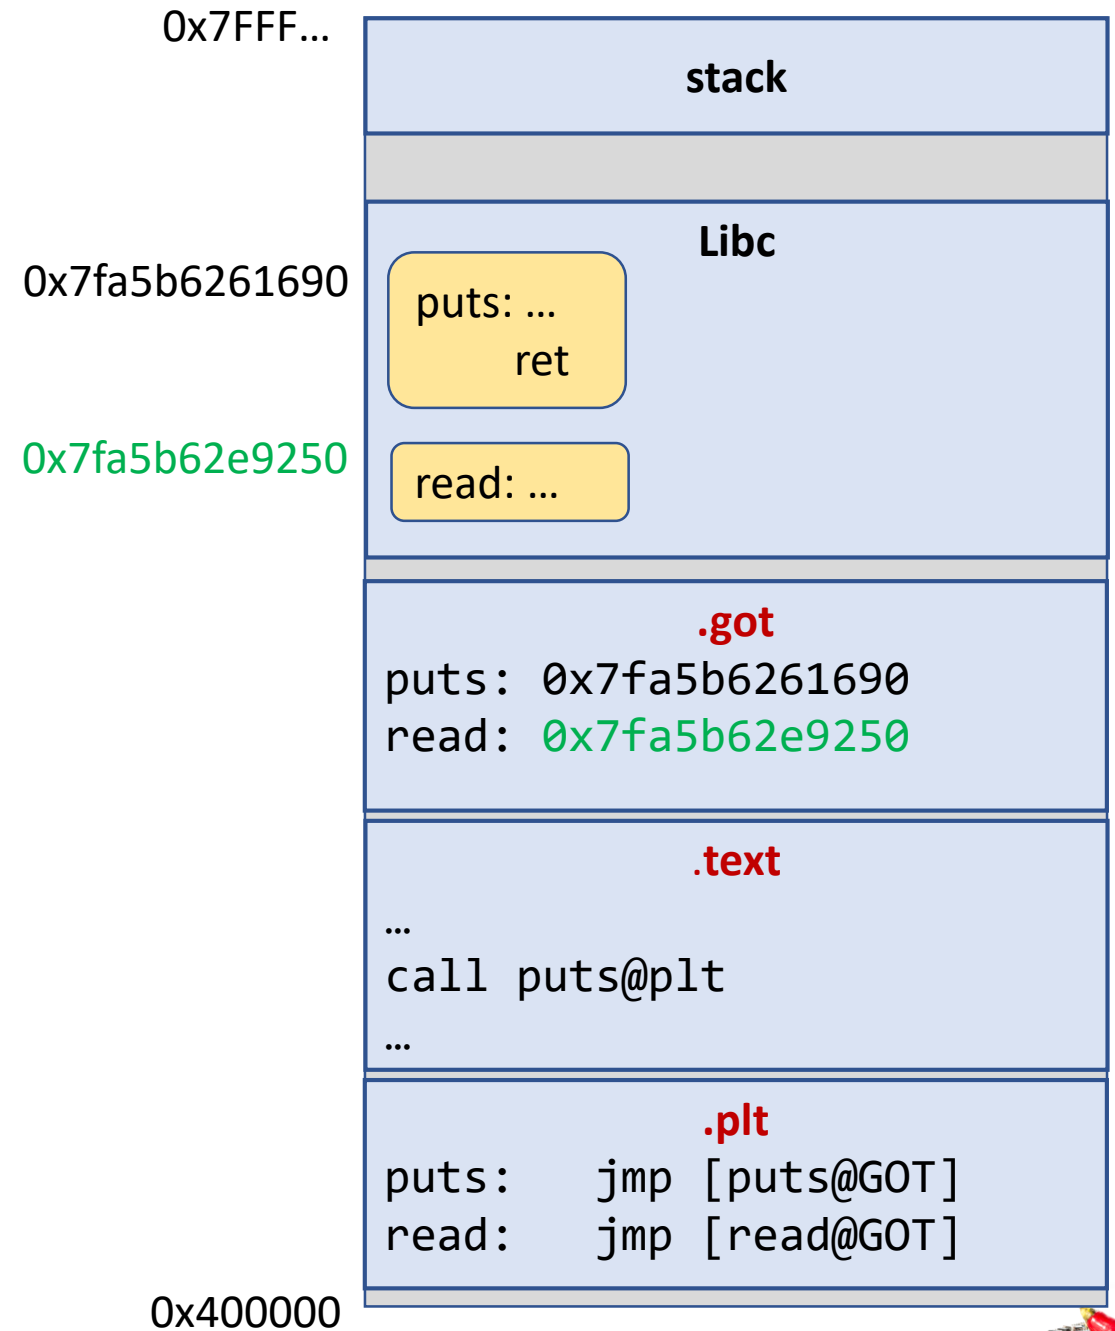 0x7FFF…
stack
Libc
0x7fa5b6261690
puts: …
ret
0x7fa5b62e9250
read: …
.got
puts: 0x7fa5b6261690
read: 0x7fa5b62e9250
.text
…
call puts@plt
…
.plt
puts: jmp [puts@GOT]
read: jmp [read@GOT]
0x400000